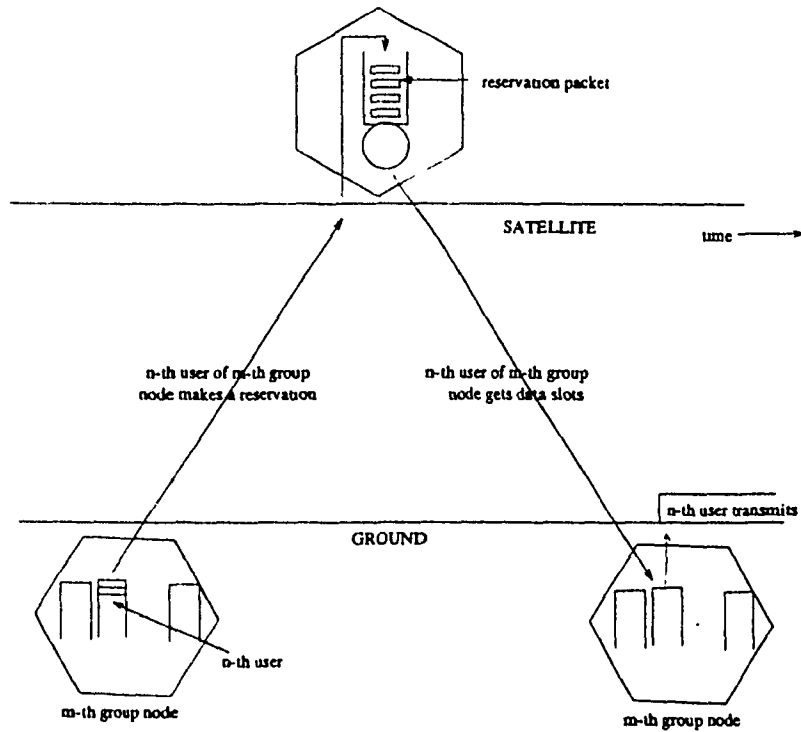 reservation packet
SATELLITE
time
n-th user of m-th group
node makes a reservation
n-th user of m-th group
node gets data slots
n-th user transmits
GROUND
n-th user
m-th group node
m-th group node